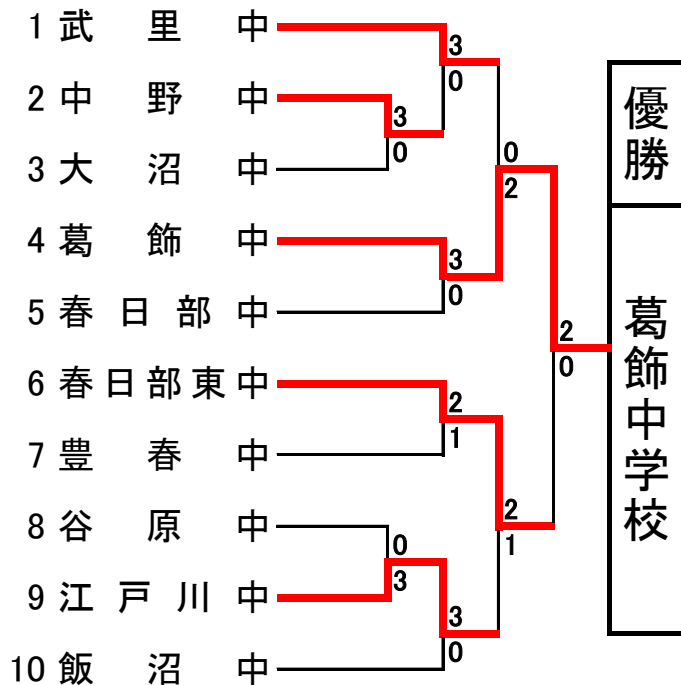 1 武里中
3
0
2 中野中
3
0
3 大沼中
0
2
4 葛飾中
3
0
5 春日部中
2
0
6 春日部東中
2
1
7 豊春中
8 谷原中
0
3
2
1
9 江戸川中
3
0
10 飯沼中
優勝
葛飾中学校